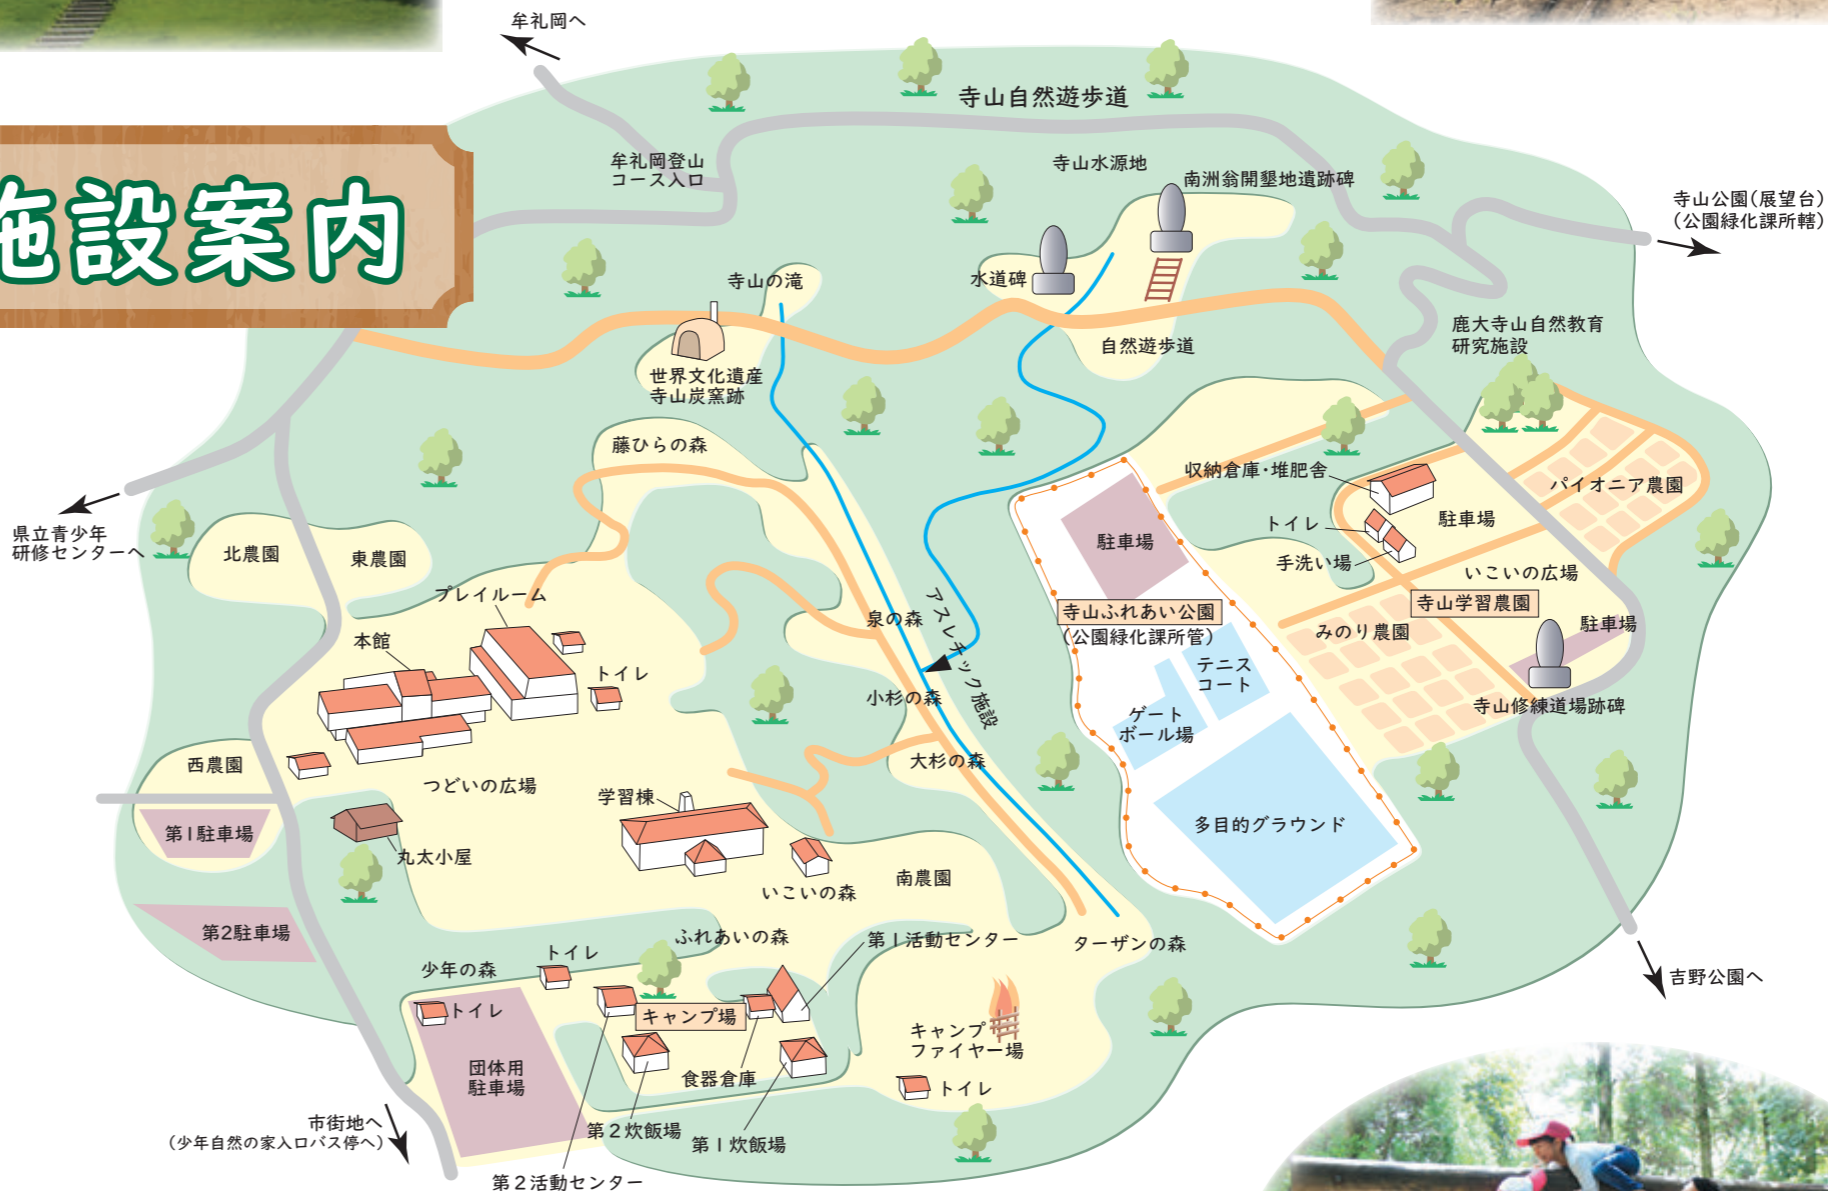 牟礼岡へ
寺山自然遊歩道
施設案内
牟礼岡登山
コース入口
寺山水源地
南洲翁開墾地遺跡碑
寺山公園(展望台)
(公園緑化課所轄)
寺山の滝
水道碑
鹿大寺山自然教育
研究施設
自然遊歩道
世界文化遺産
寺山炭窯跡
藤ひらの森
収納倉庫・堆肥舎
パイオニア農園
トイレ
駐車場
手洗い場
いこいの広場
県立青少年
研修センターへ
北農園
東農園
駐車場
プレイルーム
寺山ふれあい公園
(公園緑化課所管)
寺山学習農園
みのり農園
駐車場
泉の森
アスレチック施設
本館
トイレ
テニス
コート
小杉の森
ゲート
ボール場
寺山修練道場跡碑
西農園
大杉の森
つどいの広場
学習棟
第1駐車場
多目的グラウンド
丸太小屋
いこいの森
南農園
第2駐車場
ふれあいの森
第1活動センター
ターザンの森
トイレ
少年の森
吉野公園へ
トイレ
キャンプ場
キャンプ
ファイヤー場
団体用
駐車場
食器倉庫
トイレ
市街地へ
(少年自然の家入口バス停へ)
第2炊飯場
第1炊飯場
第2活動センター